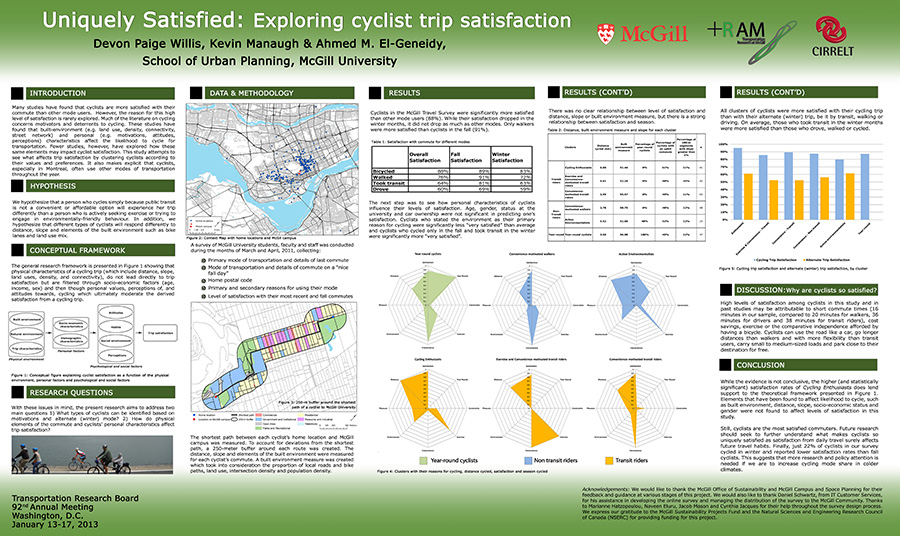 Uniquely Satisfied: Exploring cyclist trip satisfaction
Devon Paige Willis, Kevin Manaugh & Ahmed M. El-Geneidy,
School of Urban Planning, McGill University
McGill
+RAM
CIRRELT
INTRODUCTION
Many studies have found that cyclists are more satisfied with their
commute than other mode users. However, the reason for this high
level of satisfaction is rarely explored. Much of the literature on cycling
concerns motivators and deterrents to cycling. These studies have
found that built-environment (e.g. land use, density, connectivity,
street network) and personal (e.g. motivations, attitudes,
perceptions) characteristics affect the likelihood to cycle for
transportation. Fewer studies, however, have explored how these
same elements may impact cyclist satisfaction. This study attempts to
see what affects trip satisfaction by clustering cyclists according to
their values and preferences. It also makes explicit that cyclists,
especially in Montreal, often use other modes of transportation
throughout the year.
HYPOTHESIS
We hypothesize that a person who cycles simply because public transit
is not a convenient or affordable option will experience her trip
differently than a person who is actively seeking exercise or trying to
engage in environmentally-friendly behaviour. In addition, we
hypothesize that different types of cyclists will respond differently to
distance, slope and elements of the built environment such as bike
lanes and land use mix.
CONCEPTUAL FRAMEWORK
The general research framework is presented in Figure 1 showing that
physical characteristics of a cycling trip (which include distance, slope,
land uses, density, and connectivity), do not lead directly to trip
satisfaction but are filtered through socio-economic factors (age,
income, sex) and then though personal values, perceptions of, and
attitudes towards, cycling which ultimately moderate the derived
satisfaction from a cycling trip.
Built environment
Natural environment
Trip characteristics
Physical environment
Socio-economic characteristics
Demographic characteristics
Personal factors
Attitudes
Habits
Social environment
Perceptions
Psychological and social factors
Trip satisfaction
Figure 1: Conceptual figure explaining cyclist satisfaction as a function of the physical
environment, personal factors and psychological and social factors
RESEARCH QUESTIONS
With these issues in mind, the present research aims to address two
main questions 1) What types of cyclists can be identified based on
motivations and alternate (winter) mode? 2) How do physical
elements of the commute and cyclists' personal characteristics affect
trip satisfaction?
DATA & METHODOLOGY
Figure 2: Context Map with home locations and McGill campus
A survey of McGill University students, faculty and staff was conducted
during the months of March and April, 2011, collecting:
Primary mode of transportation and details of last commute
Mode of transportation and details of commute on a "nice
fall day"
Home postal code
Primary and secondary reasons for using their mode
Level of satisfaction with their most recent and fall commutes
Figure 3: 250-m buffer around the shortest
path of a cyclist to McGill University
The shortest path between each cyclist's home location and McGill
campus was measured. To account for deviations from the shortest
path, a 250-meter buffer around each route was created. The
distance, slope and elements of the built environment were measured
for each cyclist's commute. A built environment measure was created
which took into consideration the proportion of local roads and bike
paths, land use, intersection density and population density.
RESULTS
Cyclists in the McGill Travel Survey were significantly more satisfied
than other mode users (88%). While their satisfaction dropped in the
winter months, it did not drop as much as other modes. Only walkers
were more satisfied than cyclists in the fall (91%).
Table 1: Satisfaction with commute for different modes
Overall Satisfaction Fall Satisfaction Winter Satisfaction
Bicycled 88% 89% 83%
Walked 76% 91% 72%
Took transit 64% 81% 63%
Drove 60% 69% 59%
The next step was to see how personal characteristics of cyclists
influence their levels of satisfaction. Age, gender, status at the
university and car ownership were not significant in predicting one's
satisfaction. Cyclists who stated the environment as their primary
reason for cycling were significantly less "very satisfied" than average
and cyclists who cycled only in the fall and took transit in the winter
were significantly more "very satisfied".
Year-round cyclists
Convenience motivated walkers
Active Environmentalists
Cycling Enthusiasts
Exercise and Convenience motivated transit riders
Convenience motivated transit riders
Year-round cyclists
Non transit riders
Transit riders
Figure 4: Clusters with their reasons for cycling, distance cycled, satisfaction and season cycled
RESULTS (CONT'D)
There was no clear relationship between level of satisfaction and
distance, slope or built environment measure, but there is a strong
relationship between satisfaction and season.
Table 2: Distance, built environment measure and slope for each cluster
RESULTS (CONT'D)
All clusters of cyclists were more satisfied with their cycling trip
than with their alternate (winter) trip, be it by transit, walking or
driving. On average, those who took transit in the winter months
were more satisfied than those who drove, walked or cycled.
100%
90%
80%
70%
60%
50%
40%
30%
20%
10%
0%
Cycling Trip Satisfaction
Alternate Trip Satisfaction
Figure 5: Cycling trip satisfaction and alternate (winter) trip satisfaction, by cluster
DISCUSSION: Why are cyclists so satisfied?
High levels of satisfaction among cyclists in this study and in
past studies may be attributable to short commute times (16
minutes in our sample, compared to 20 minutes for walkers, 36
minutes for drivers and 38 minutes for transit riders), cost
savings, exercise or the comparative independence afforded by
having a bicycle. Cyclists can use the road like a car, go longer
distances than walkers and with more flexibility than transit
users, carry small to medium-sized loads and park close to their
destination for free.
CONCLUSION
While the evidence is not conclusive, the higher (and statistically
significant) satisfaction rates of Cycling Enthusiasts does lend
support to the theoretical framework presented in Figure 1.
Elements that have been found to affect likelihood to cycle, such
as built environment, distance, slope, socio-economic status and
gender were not found to affect levels of satisfaction in this
study.
Still, cyclists are the most satisfied commuters. Future research
should seek to further understand what makes cyclists so
uniquely satisfied as satisfaction from daily travel surely affects
future travel habits. Finally, just 22% of cyclists in our survey
cycled in winter and reported lower satisfaction rates than fall
cyclists. This suggests that more research and policy attention is
needed if we are to increase cycling mode share in colder
climates.
Transportation Research Board
92nd Annual Meeting
Washington, D.C.
January 13-17, 2013
Acknowledgements: We would like to thank the McGill Office of Sustainability and McGill Campus and Space Planning for their
feedback and guidance at various stages of this project. We would also like to thank Daniel Schwartz, from IT Customer Services,
for his assistance in developing the online survey and managing the distribution of the survey to the McGill Community. Thanks
to Marianne Hatzopoulou, Naveen Eluru, Jacob Mason and Cynthia Jacques for their help throughout the survey design process.
We express our gratitude to the McGill Sustainability Projects Fund and the Natural Sciences and Engineering Research Council
of Canada (NSERC) for providing funding for this project.